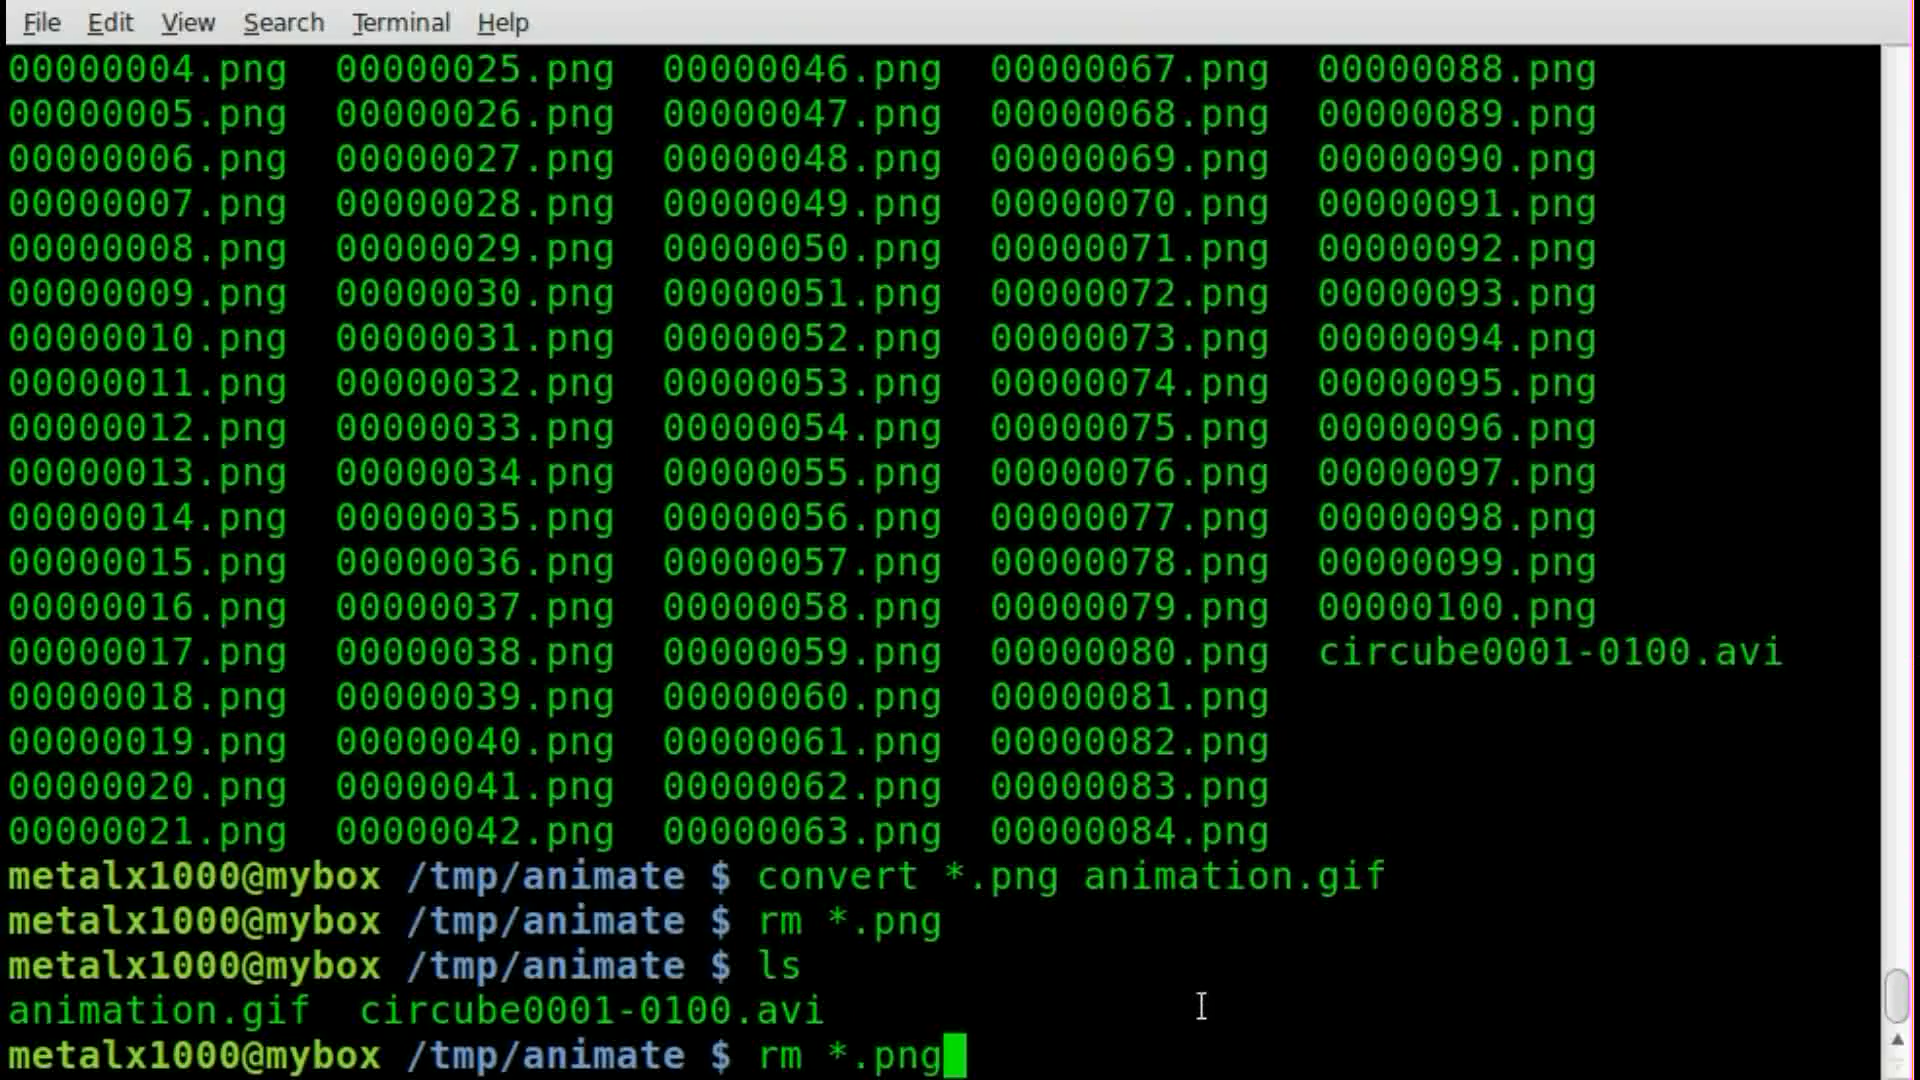 File Edit View Search Terminal Help
00000004.png 00000025.png 00000046.png 00000067.png 00000088.png
00000005.png 00000026.png 00000047.png 00000068.png 00000089.png
00000006.png 00000027.png 00000048.png 00000069.png 00000090.png
00000007.png 00000028.png 00000049.png 00000070.png 00000091.png
00000008.png 00000029.png 00000050.png 00000071.png 00000092.png
00000009.png 00000030.png 00000051.png 00000072.png 00000093.png
00000010.png 00000031.png 00000052.png 00000073.png 00000094.png
00000011.png 00000032.png 00000053.png 00000074.png 00000095.png
00000012.png 00000033.png 00000054.png 00000075.png 00000096.png
00000013.png 00000034.png 00000055.png 00000076.png 00000097.png
00000014.png 00000035.png 00000056.png 00000077.png 00000098.png
00000015.png 00000036.png 00000057.png 00000078.png 00000099.png
00000016.png 00000037.png 00000058.png 00000079.png 00000100.png
00000017.png 00000038.png 00000059.png 00000080.png circube0001-0100.avi
00000018.png 00000039.png 00000060.png 00000081.png
00000019.png 00000040.png 00000061.png 00000082.png
00000020.png 00000041.png 00000062.png 00000083.png
00000021.png 00000042.png 00000063.png 00000084.png
metalx1000@mybox /tmp/animate $ convert *.png animation.gif
metalx1000@mybox /tmp/animate $ rm *.png
metalx1000@mybox /tmp/animate $ ls
animation.gif circube0001-0100.avi
metalx1000@mybox /tmp/animate $ rm *.png